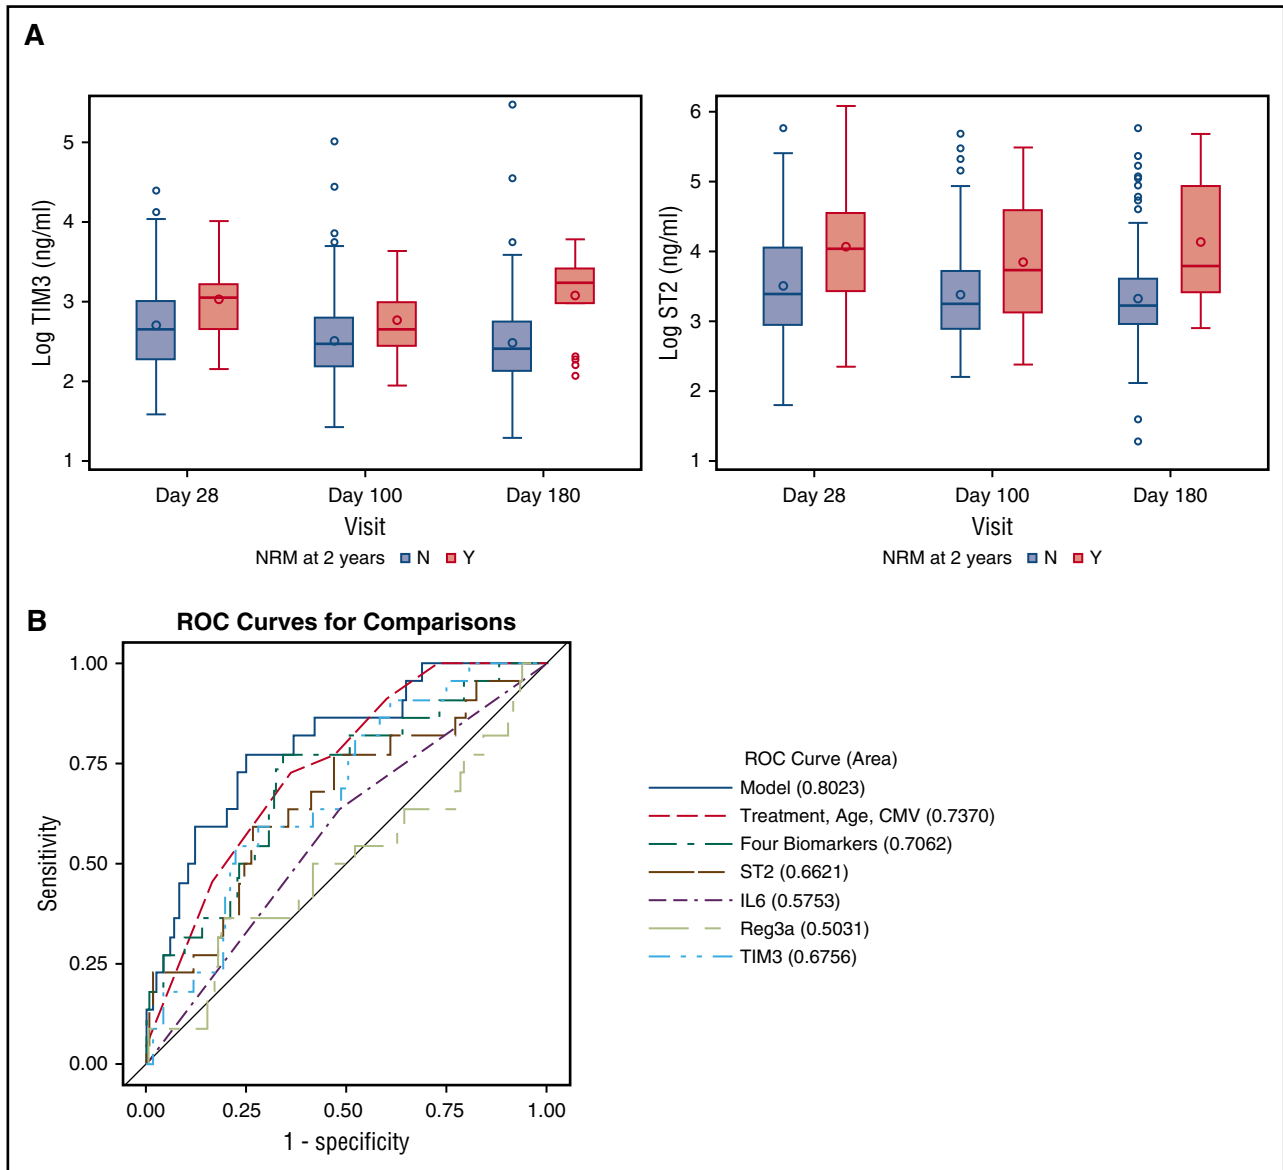 A
Log TIM3 (ng/ml)
5
4
3
2
1
Day 28 Day 100 Day 180
Visit
NRM at 2 years N Y
Log ST2 (ng/ml)
6
5
4
3
2
1
Day 28 Day 100 Day 180
Visit
NRM at 2 years N Y
B
ROC Curves for Comparisons
Sensitivity
1.00
0.75
0.50
0.25
0.00
0.00 0.25 0.50 0.75 1.00
1 - specificity
ROC Curve (Area)
Model (0.8023)
Treatment, Age, CMV (0.7370)
Four Biomarkers (0.7062)
ST2 (0.6621)
IL6 (0.5753)
Reg3a (0.5031)
TIM3 (0.6756)